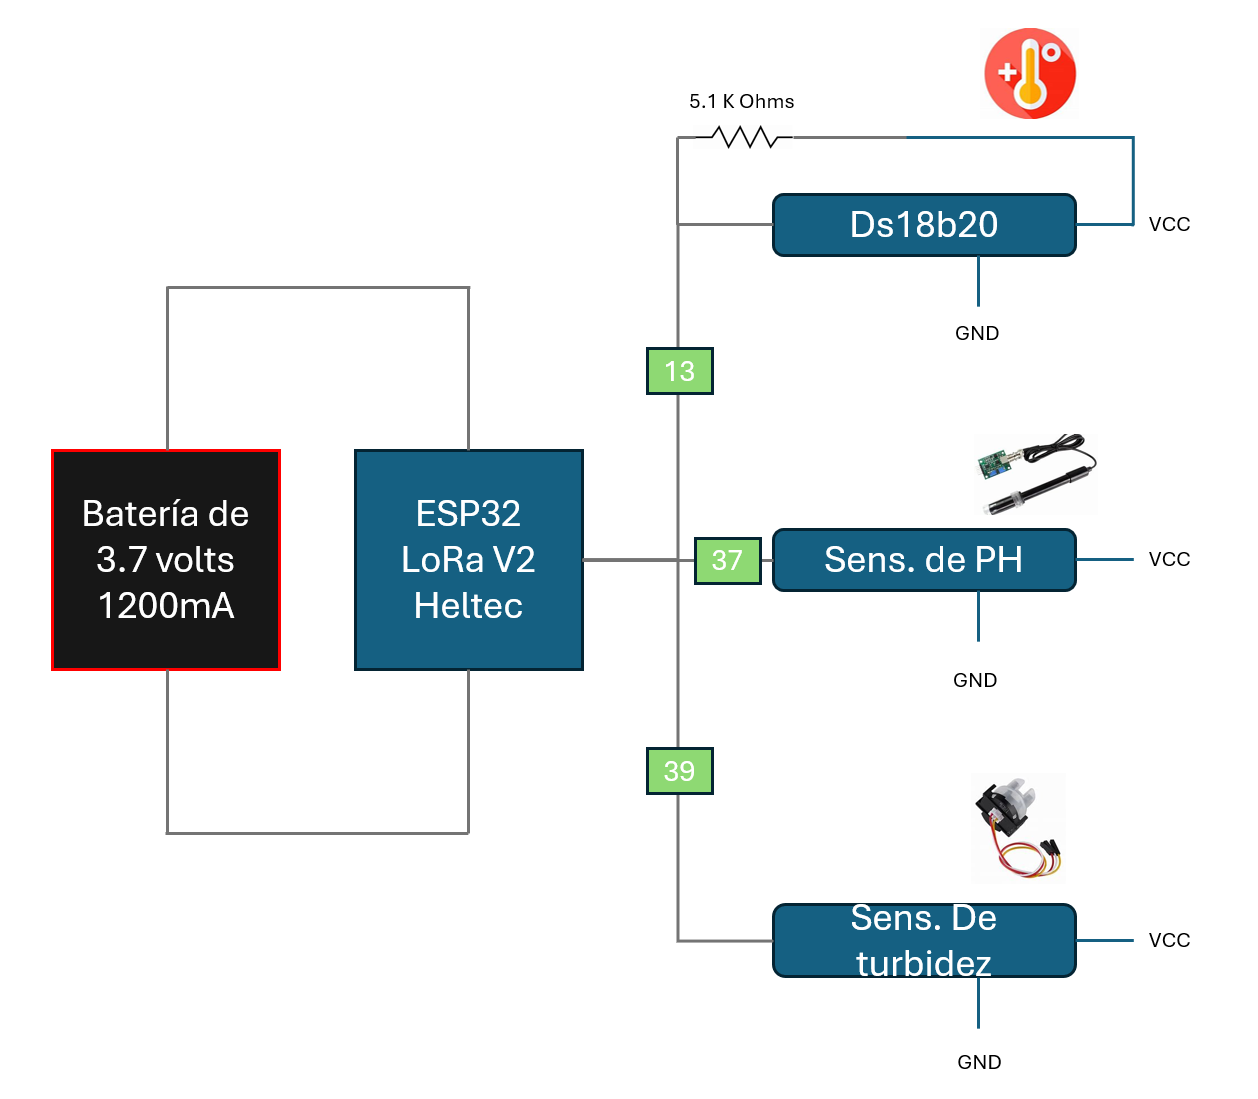 5.1 K Ohms
Ds18b20
VCC
GND
13
Batería de
3.7 volts
1200mA
ESP32
LoRa V2
Heltec
37
Sens. de PH
VCC
GND
39
Sens. De
turbidez
VCC
GND